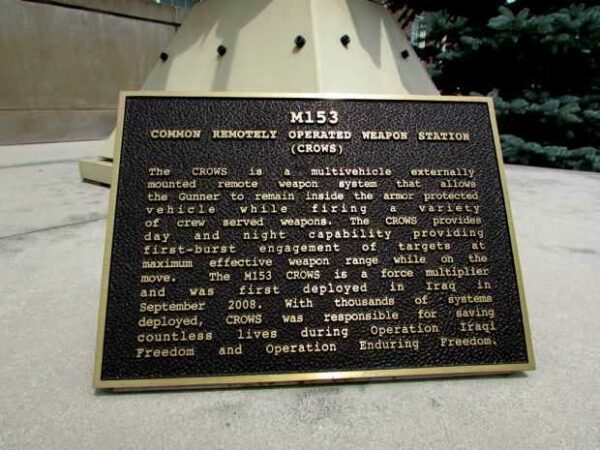 M153
COMMON REMOTELY OPERATED WEAPON STATION
(CROWS)
The CROWS is a multivehicle externally
mounted remote weapon system that allows
the Gunner to remain inside the armor protected
vehicle while firing a variety
of crew served weapons. The CROWS provides
day and night capability providing
first-burst engagement of targets at
maximum effective weapon range while on the
move. The M153 CROWS is a force multiplier
and was first deployed in Iraq in
September 2008. With thousands of systems
deployed, CROWS was responsible for saving
countless lives during Operation Iraqi
Freedom and Operation Enduring Freedom.